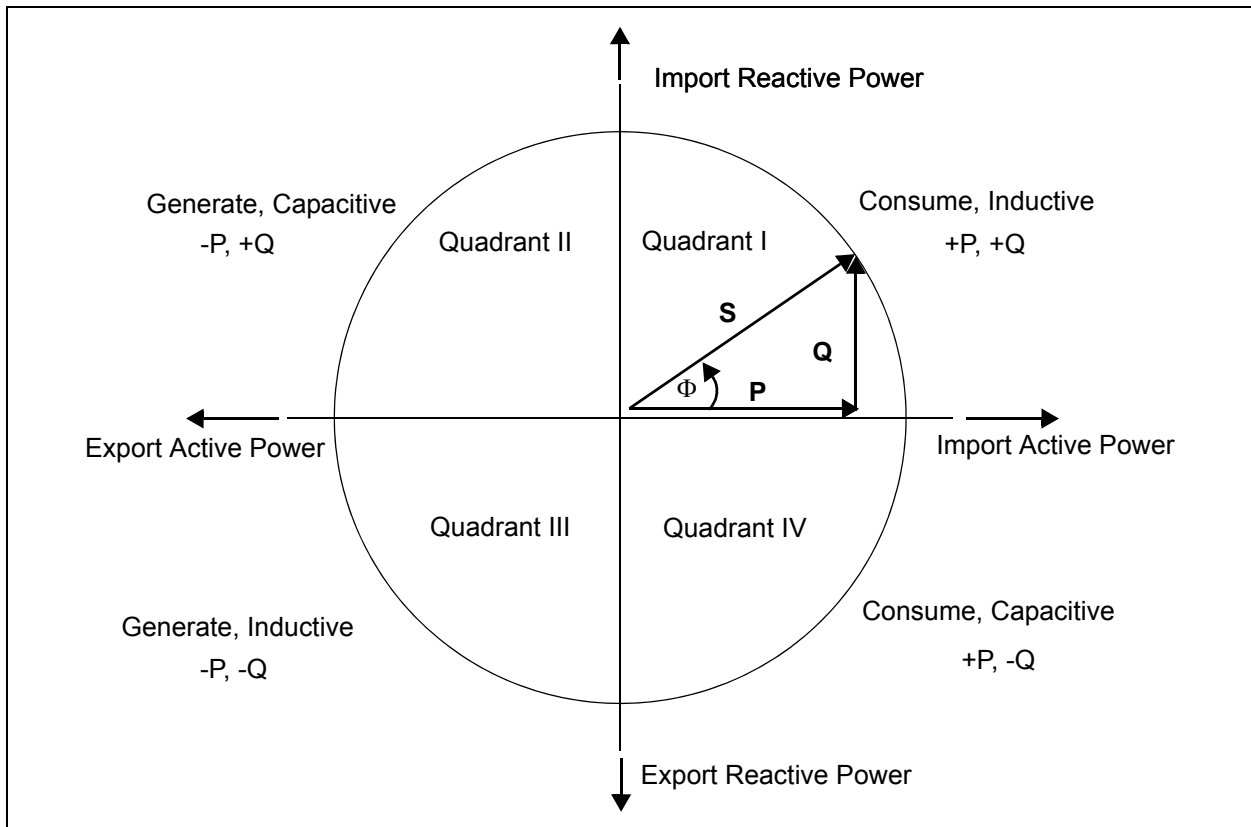 Import Reactive Power
Generate, Capacitive
-P, +Q
Consume, Inductive
+P, +Q
Quadrant II
Quadrant I
S
Q
Φ
P
Export Active Power
Import Active Power
Quadrant III
Quadrant IV
Generate, Inductive
-P, -Q
Consume, Capacitive
+P, -Q
Export Reactive Power